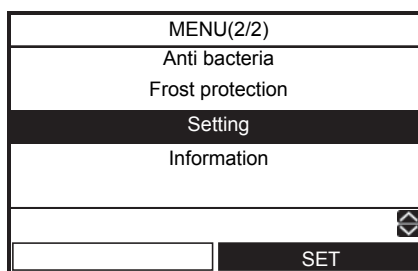 MENU(2/2)
Anti bacteria
Frost protection
Setting
Information
SET